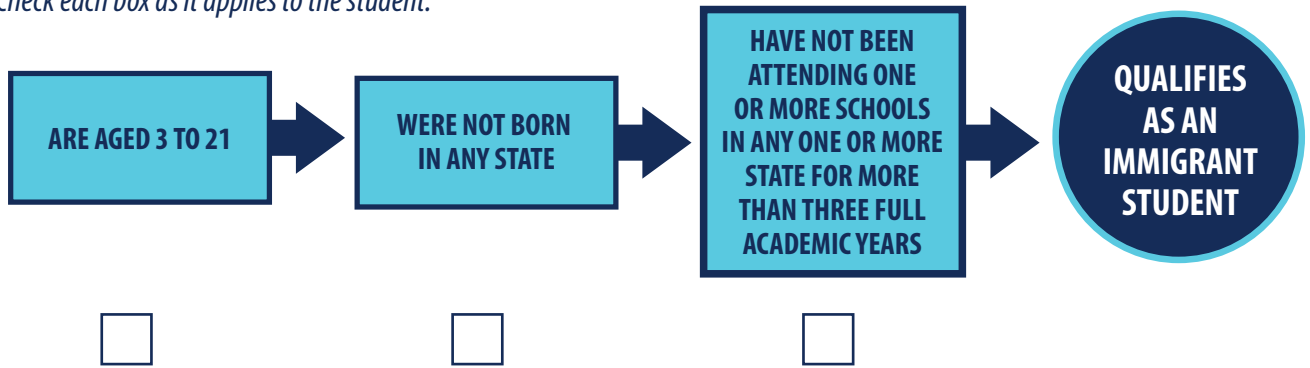 check each box as it applies to the student.
ARE AGED 3 TO 21
WERE NOT BORN
IN ANY STATE
HAVE NOT BEEN
ATTENDING ONE
OR MORE SCHOOLS
IN ANY ONE OR MORE
STATE FOR MORE
THAN THREE FULL
ACADEMIC YEARS
QUALIFIES
AS AN
IMMIGRANT
STUDENT